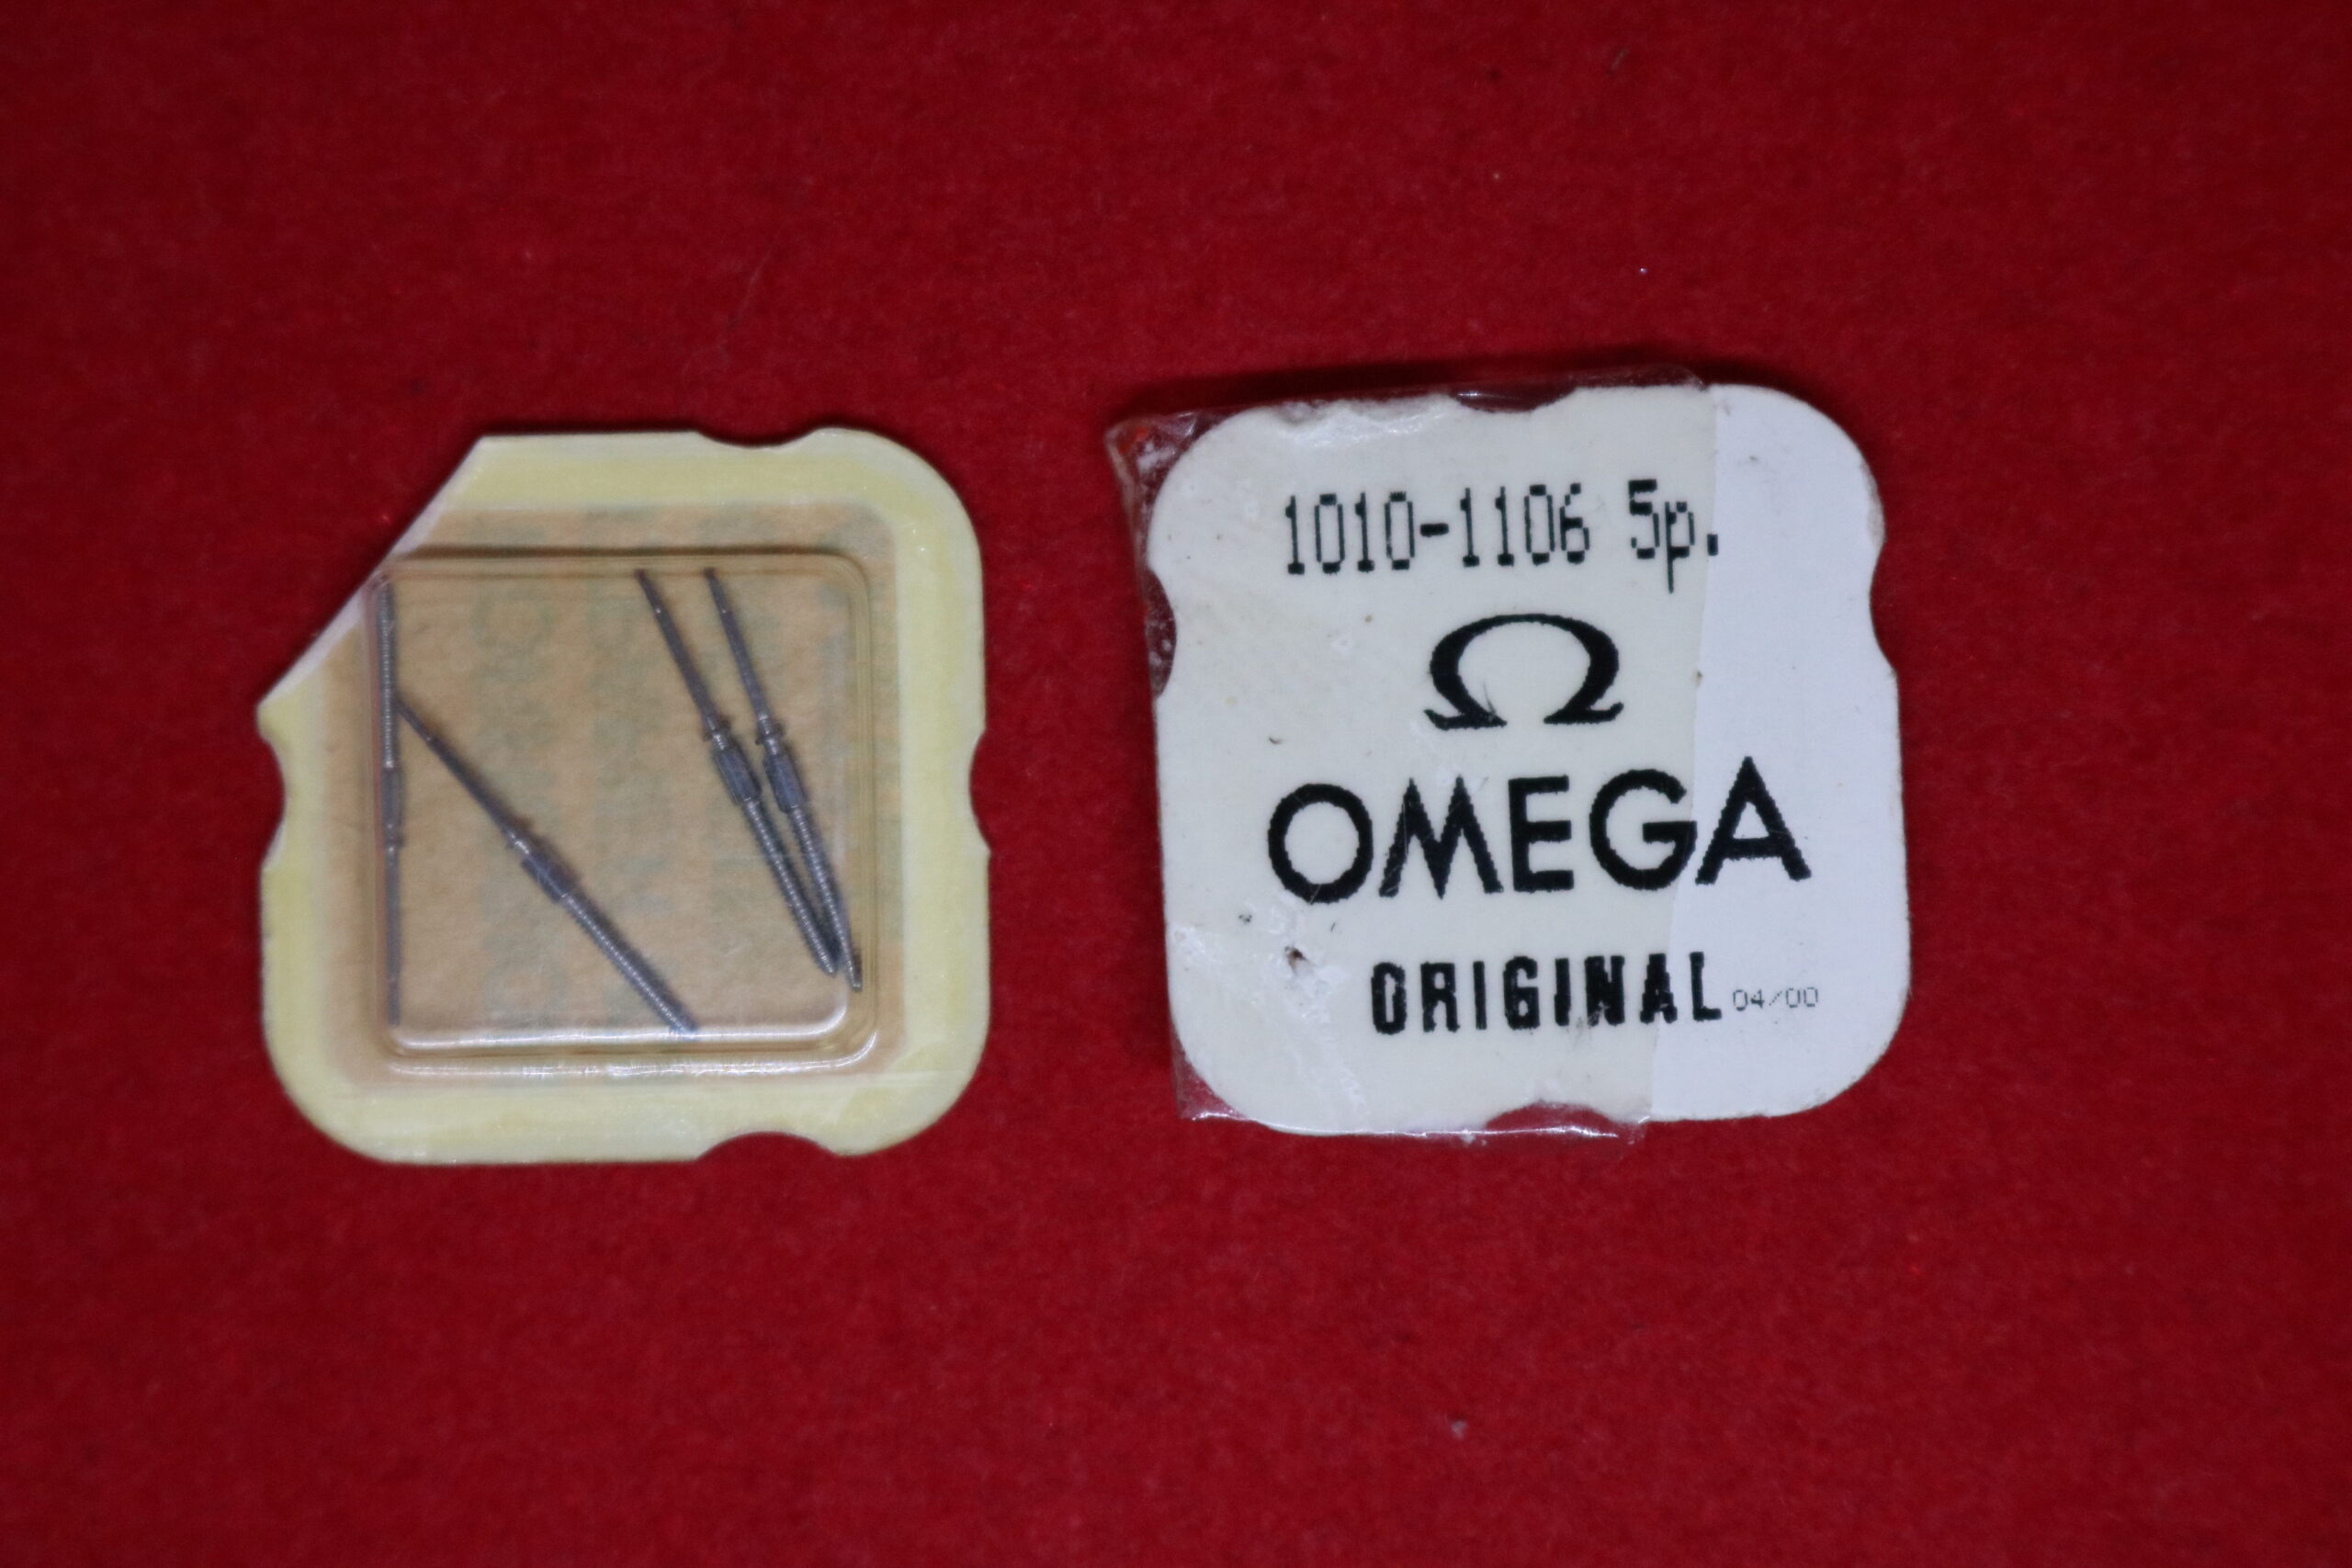 1010-1106 5p.
Ω
OMEGA
ORIGINAL 04/00